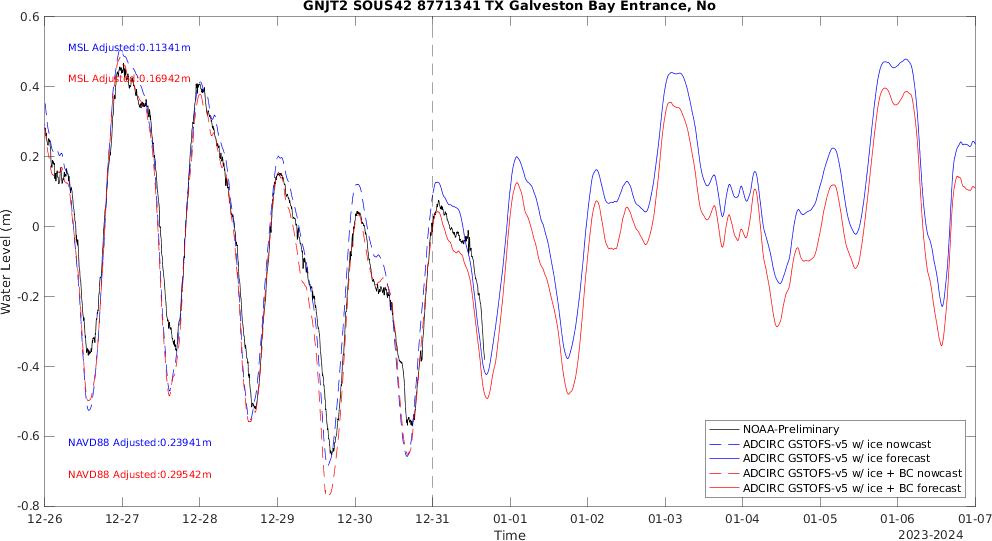 GNJT2 SOUS42 8771341 TX Galveston Bay Entrance, No
0.6
0.4
0.2
0
-0.2
-0.4
-0.6
-0.8
Water Level (m)
MSL Adjusted:0.11341m
MSL Adjusted:0.16942m
NAVD88 Adjusted:0.23941m
NAVD88 Adjusted:0.29542m
NOAA-Preliminary
ADCIRC GSTOFS-v5 w/ ice nowcast
ADCIRC GSTOFS-v5 w/ ice forecast
ADCIRC GSTOFS-v5 w/ ice + BC nowcast
ADCIRC GSTOFS-v5 w/ ice + BC forecast
12-26 12-27 12-28 12-29 12-30 12-31 01-01 01-02 01-03 01-04 01-05 01-06 01-07
Time
2023-2024